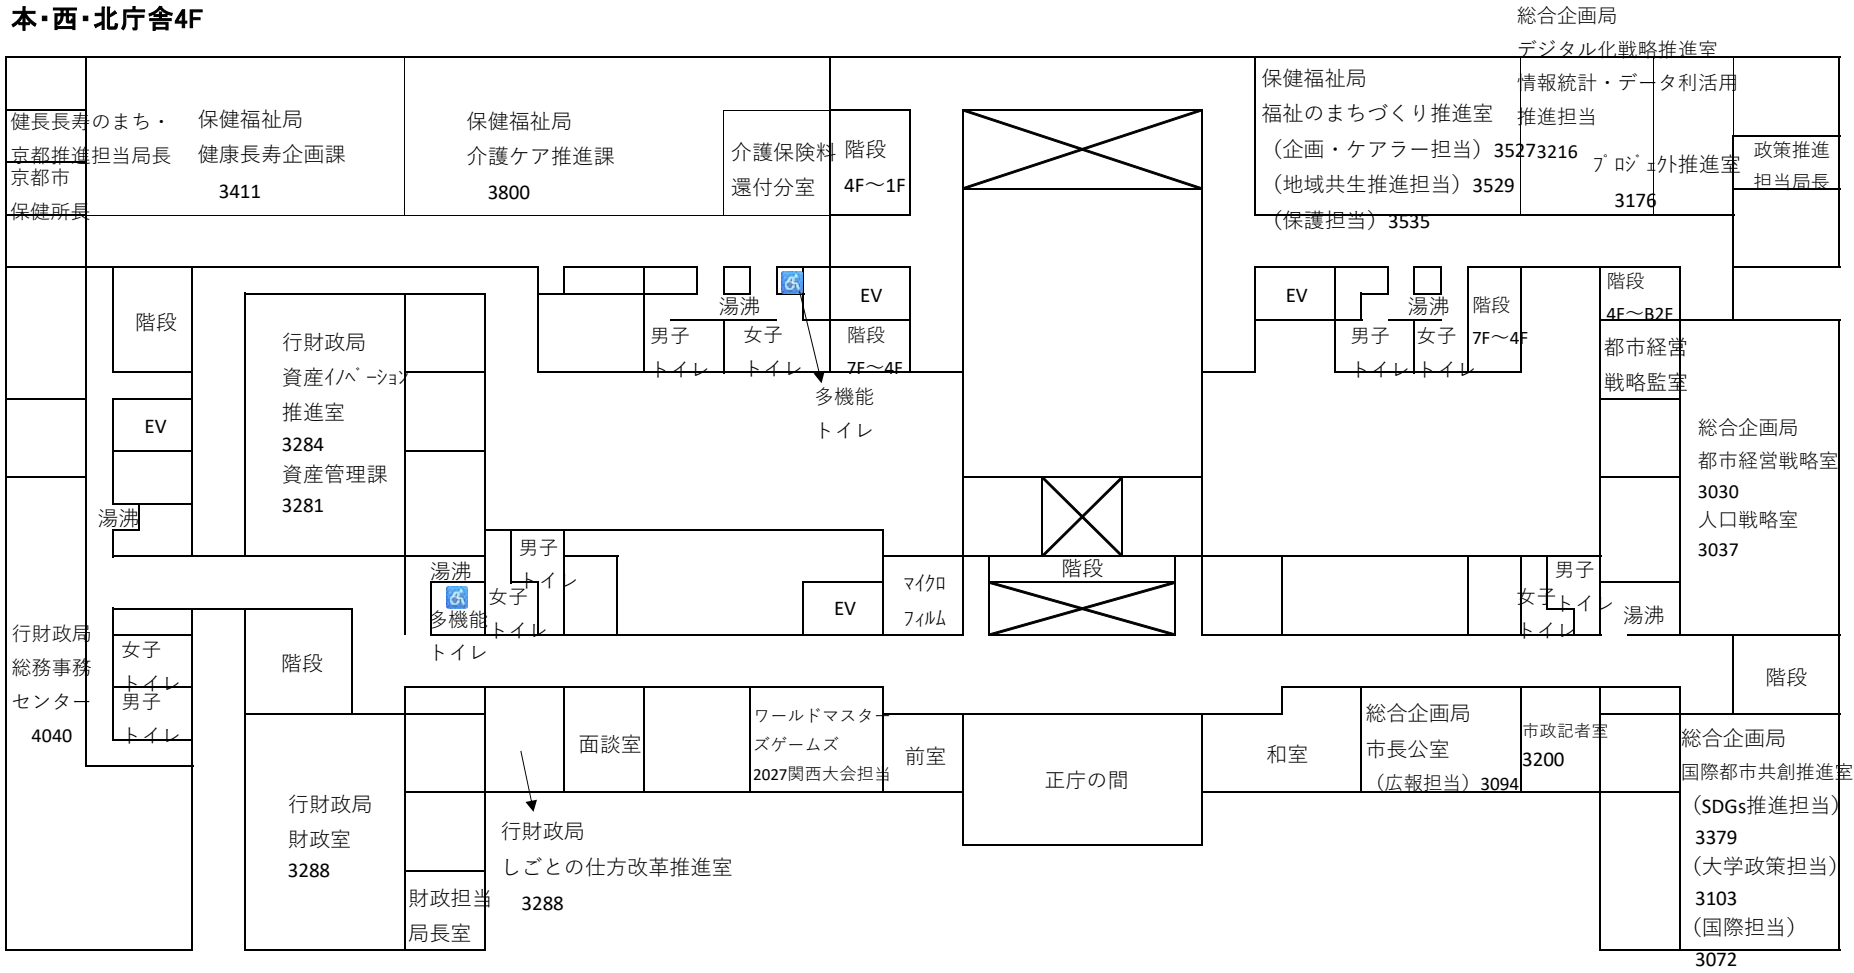 本・西・北庁舎4F
健長長寿のまち・
京都推進担当局長
京都市
保健所長
保健福祉局
健康長寿企画課
3411
保健福祉局
介護ケア推進課
3800
介護保険料
還付分室
階段
4F～1F
保健福祉局
福祉のまちづくり推進室
（企画・ケアラー担当）3527
（地域共生推進担当）3529
（保護担当）3535
総合企画局
デジタル化戦略推進室
情報統計・データ利活用
推進担当
3216
ﾌﾟﾛｼﾞｪｸﾄ推進室
3176
政策推進
担当局長
階段
EV
湯沸
行財政局
資産ｲﾉﾍﾞｰｼｮﾝ
推進室
3284
資産管理課
3281
湯沸
男子
トイレ
女子
トイレ
EV
階段
7F～4F
多機能
トイレ
EV
湯沸
男子
トイレ
女子
トイレ
階段
7F～4F
階段
4F～B2F
都市経営
戦略監室
総合企画局
都市経営戦略室
3030
人口戦略室
3037
湯沸
男子
トイレ
女子
トイレ
多機能
トイレ
EV
ﾏｲｸﾛ
ﾌｨﾙﾑ
階段
男子
トイレ
女子
トイレ
湯沸
行財政局
総務事務
センター
4040
女子
トイレ
男子
トイレ
階段
行財政局
財政室
3288
財政担当
局長室
行財政局
しごとの仕方改革推進室
3288
面談室
ワールドマスター
ズゲームズ
2027関西大会担当
前室
正庁の間
和室
総合企画局
市長公室
（広報担当）3094
市政記者室
3200
階段
総合企画局
国際都市共創推進室
（SDGs推進担当）
3379
（大学政策担当）
3103
（国際担当）
3072